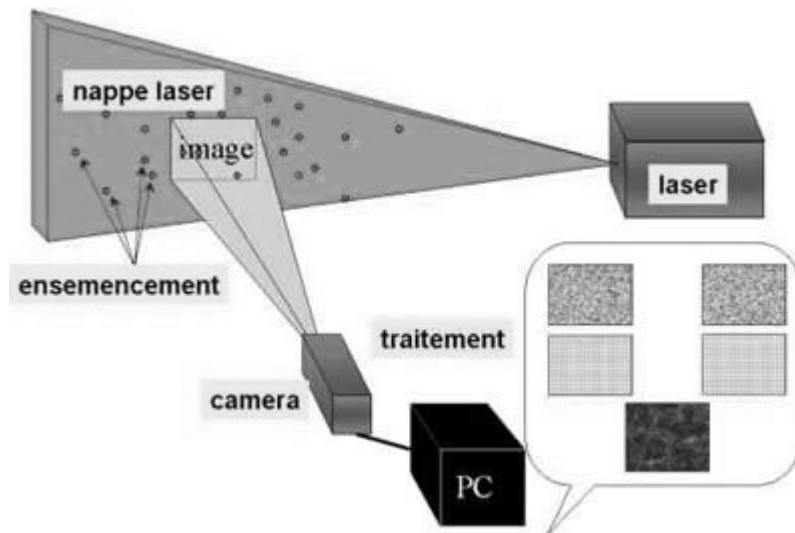 nappe laser
image
laser
ensemencement
traitement
camera
PC